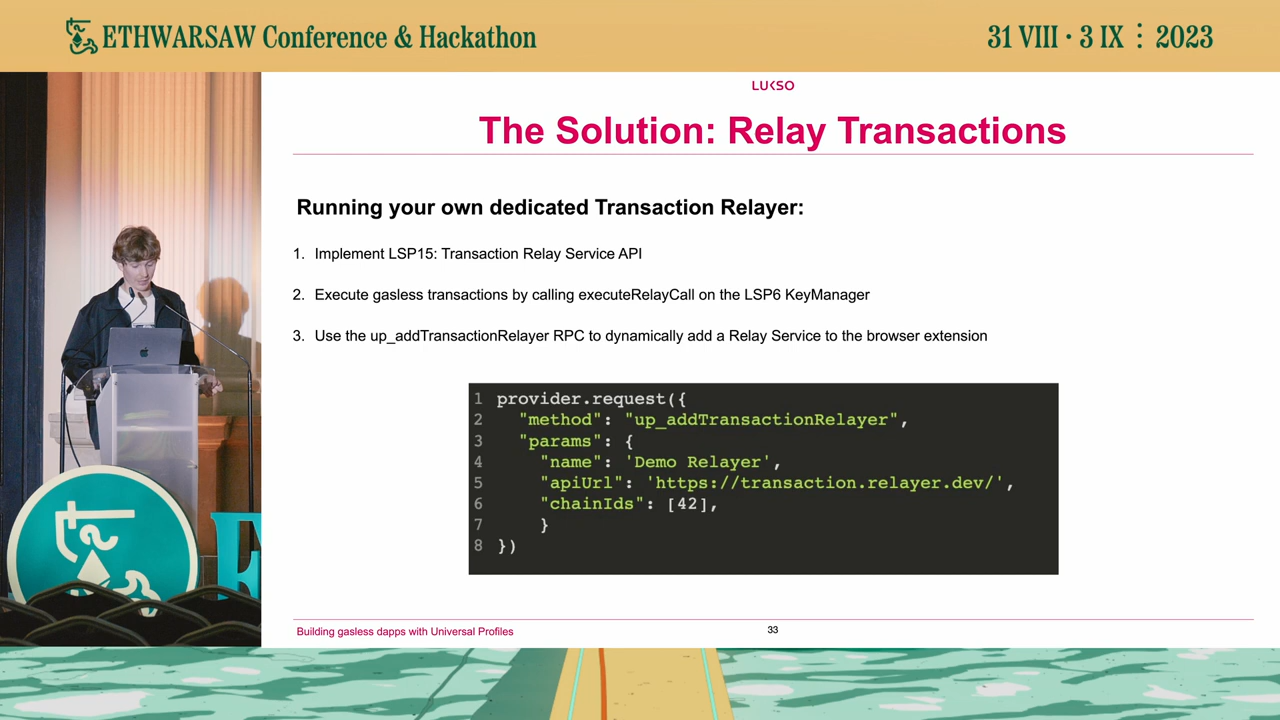 ETHWARSAW Conference & Hackathon
31 VIII · 3 IX ⋮ 2023
LUKSO
The Solution: Relay Transactions
Running your own dedicated Transaction Relayer:
1. Implement LSP15: Transaction Relay Service API
2. Execute gasless transactions by calling executeRelayCall on the LSP6 KeyManager
3. Use the up_addTransactionRelayer RPC to dynamically add a Relay Service to the browser extension
1 provider.request({
2 "method": "up_addTransactionRelayer",
3 "params": {
4 "name": 'Demo Relayer',
5 "apiUrl": 'https://transaction.relayer.dev/',
6 "chainIds": [42],
7 }
8 })
Building gasless dapps with Universal Profiles
33